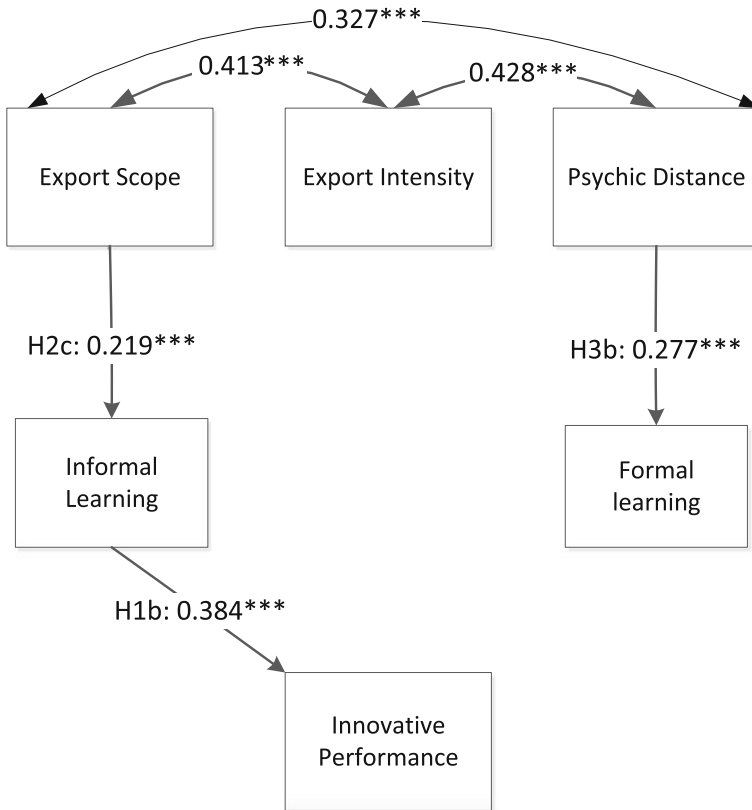 0.327***
0.413***
0.428***
Export Scope
Export Intensity
Psychic Distance
H2c: 0.219***
H3b: 0.277***
Informal
Learning
Formal
learning
H1b: 0.384***
Innovative
Performance